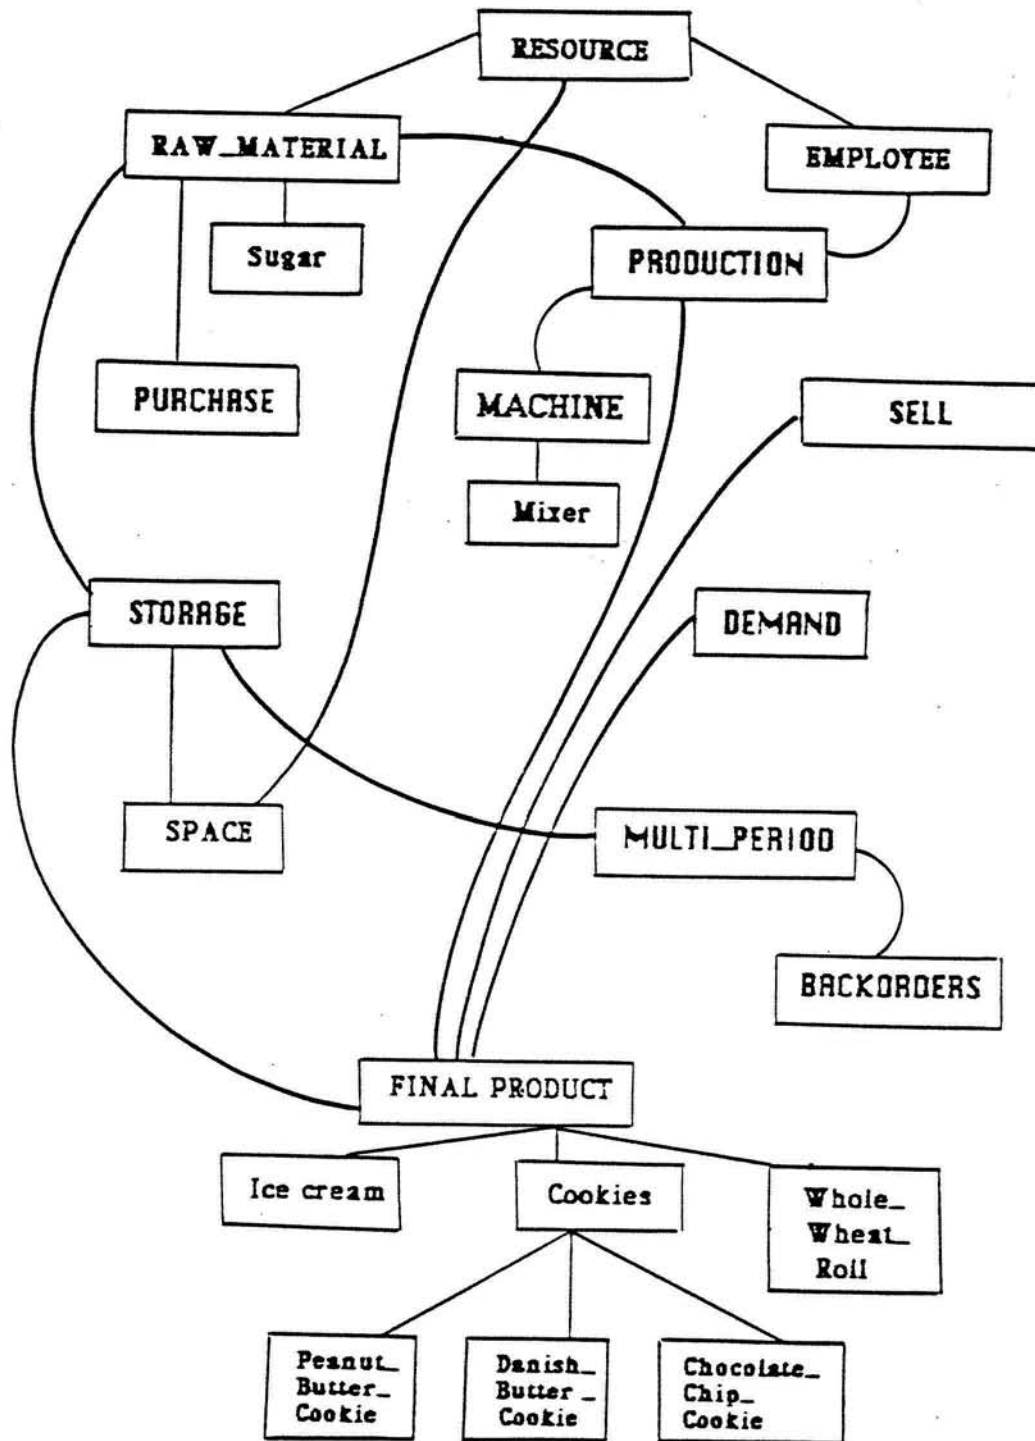 RESOURCE
RAW_MATERIAL
EMPLOYEE
Sugar
PRODUCTION
PURCHASE
MACHINE
SELL
Mixer
STORAGE
DEMAND
SPACE
MULTI_PERIOD
BACKORDERS
FINAL PRODUCT
Ice cream
Cookies
Whole_
Wheat_
Roll
Peanut_
Butter_
Cookie
Danish_
Butter _
Cookie
Chocolate_
Chip_
Cookie